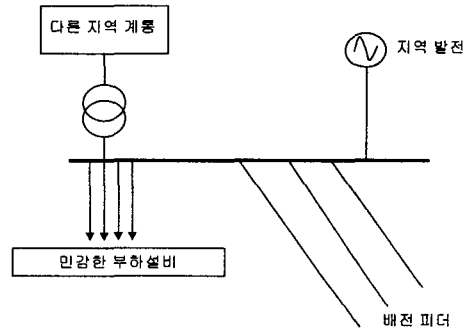 다른 지역 계통
지역 발전
민감한 부하설비
배전 피더